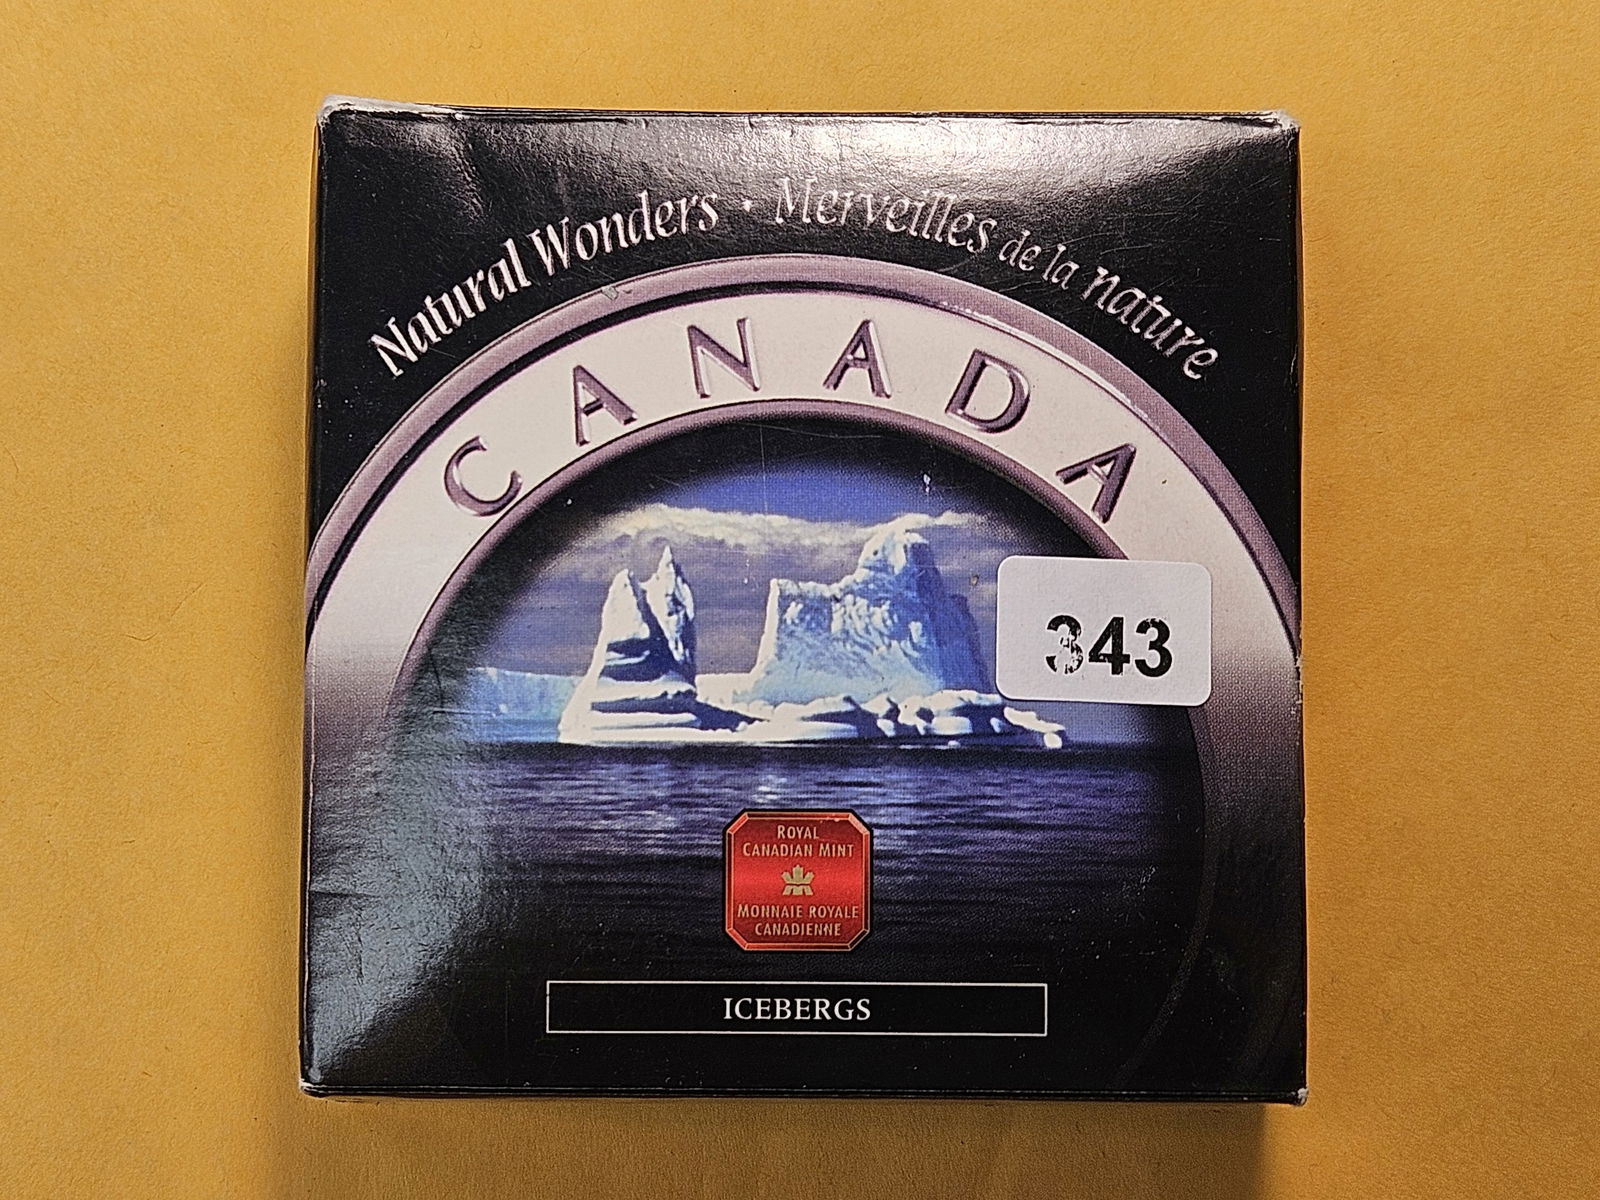 Natural Wonders · Merveilles de la nature
CANADA
343
ROYAL
CANADIAN MINT
MONNAIE ROYALE
CANADIENNE
ICEBERGS